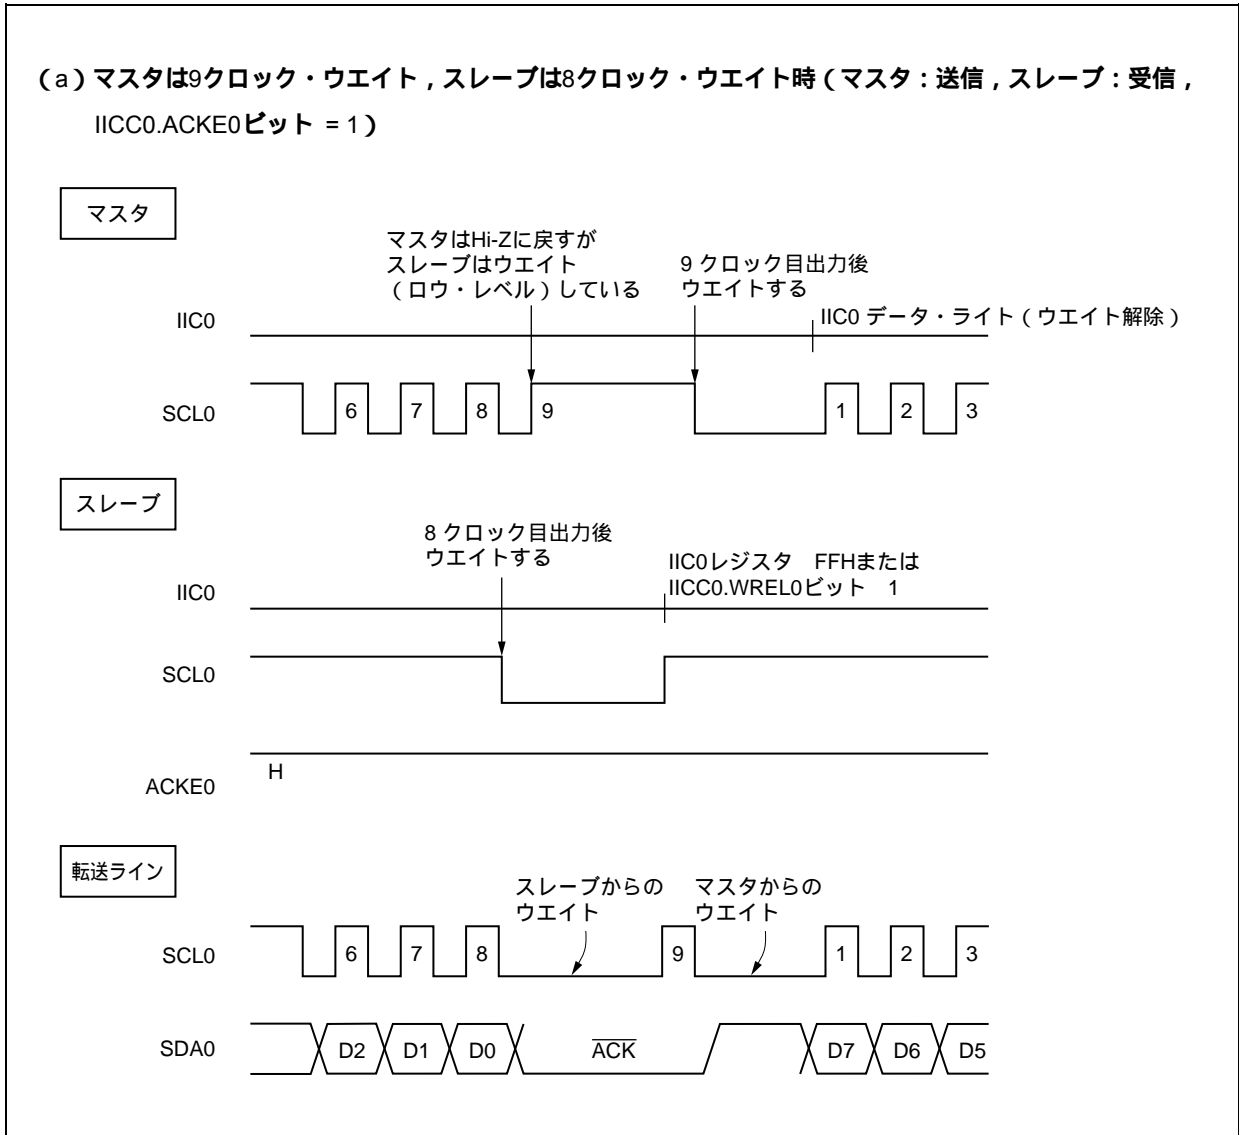 (a)マスタは9クロック・ウエイト，スレーブは8クロック・ウエイト時（マスタ：送信，スレーブ：受信，
IICC0.ACKE0ビット = 1）
マスタ
マスタはHi-Zに戻すが
スレーブはウエイト
（ロウ・レベル）している
9 クロック目出力後
ウエイトする
IIC0
IIC0 データ・ライト（ウエイト解除）
SCL0
6 7 8 9 1 2 3
スレーブ
8 クロック目出力後
ウエイトする
IIC0レジスタ FFHまたは
IICC0.WREL0ビット 1
IIC0
SCL0
H
ACKE0
転送ライン
スレーブからの
ウエイト
マスタからの
ウエイト
SCL0
6 7 8 9 1 2 3
SDA0
D2 D1 D0 ACK D7 D6 D5